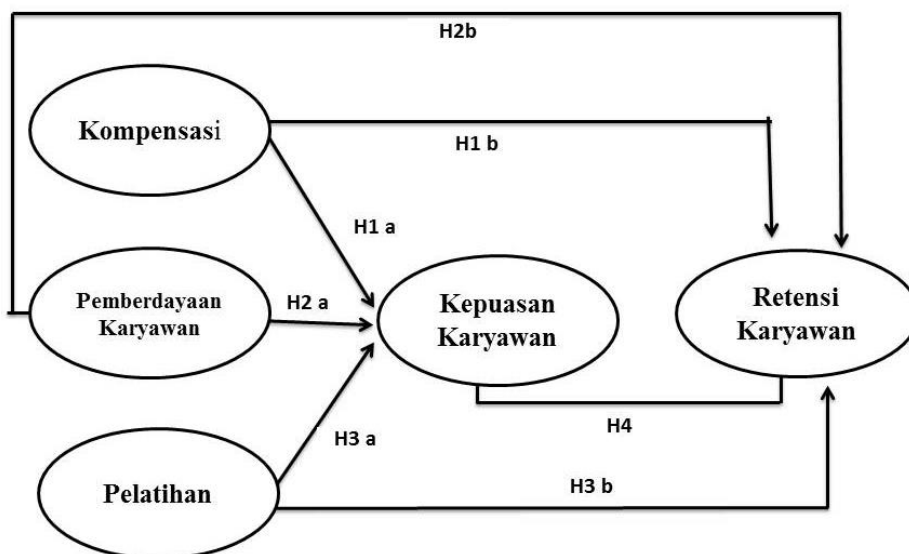 H2b
Kompensasi
H1 b
H1 a
Pemberdayaan
Karyawan
H2 a
Kepuasan
Karyawan
Retensi
Karyawan
H3 a
H4
Pelatihan
H3 b